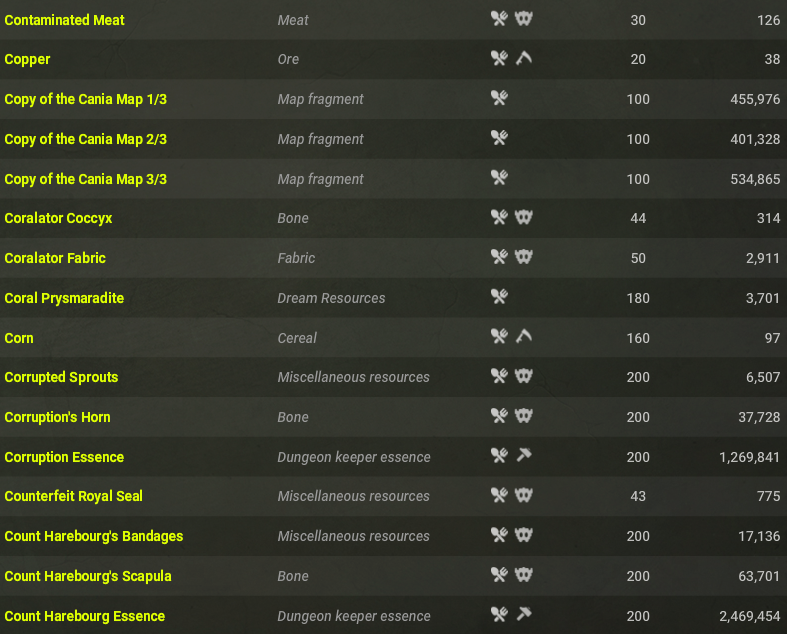 Contaminated Meat Meat 30 126
Copper Ore 20 38
Copy of the Cania Map 1/3 Map fragment 100 455,976
Copy of the Cania Map 2/3 Map fragment 100 401,328
Copy of the Cania Map 3/3 Map fragment 100 534,865
Coralator Coccyx Bone 44 314
Coralator Fabric Fabric 50 2,911
Coral Prysmaradite Dream Resources 180 3,701
Corn Cereal 160 97
Corrupted Sprouts Miscellaneous resources 200 6,507
Corruption's Horn Bone 200 37,728
Corruption Essence Dungeon keeper essence 200 1,269,841
Counterfeit Royal Seal Miscellaneous resources 43 775
Count Harebourg's Bandages Miscellaneous resources 200 17,136
Count Harebourg's Scapula Bone 200 63,701
Count Harebourg Essence Dungeon keeper essence 200 2,469,454